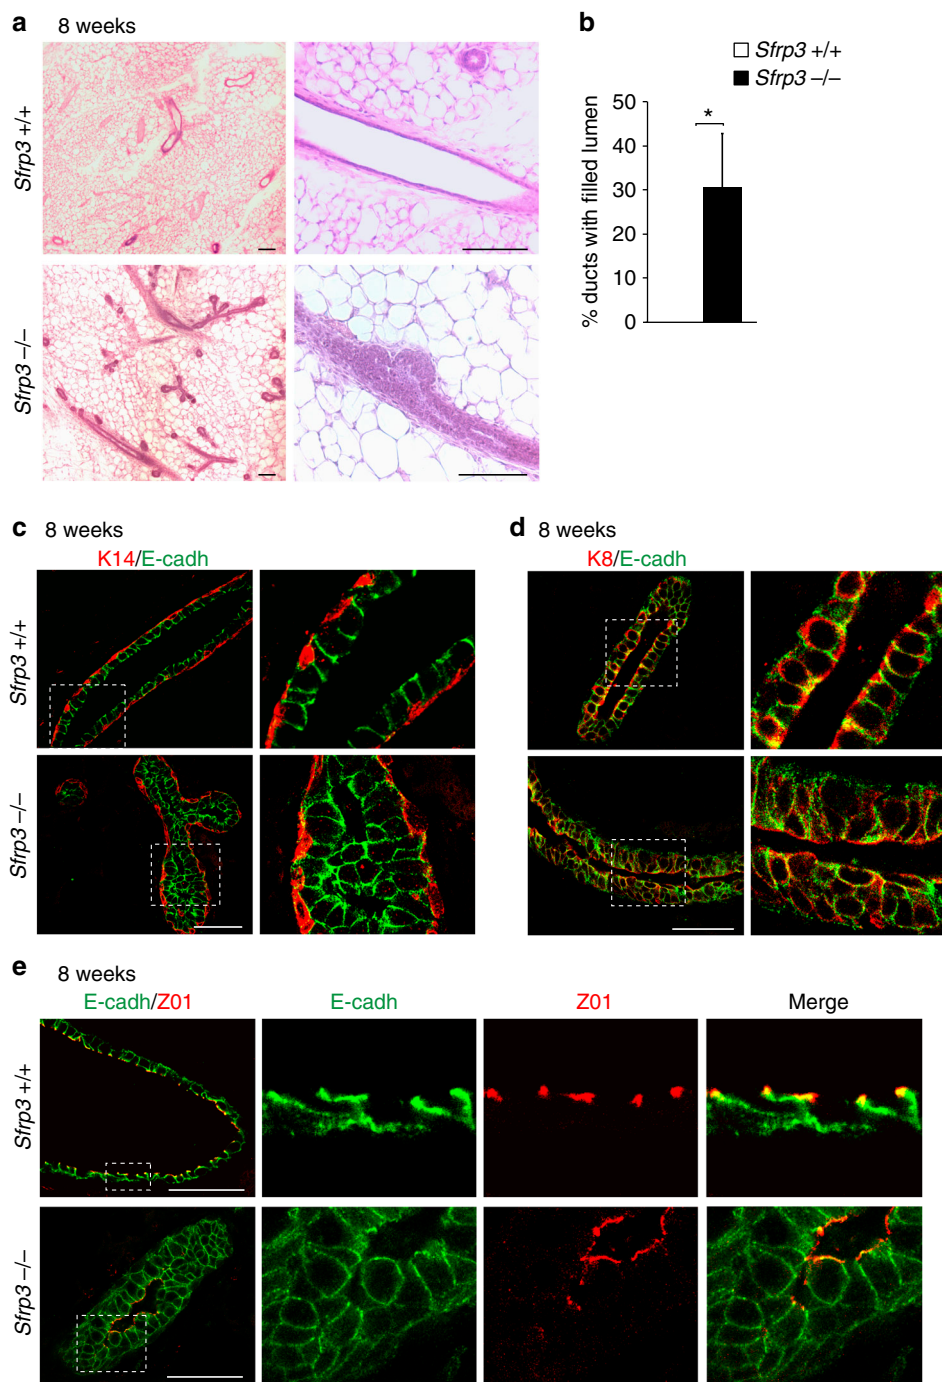 a 8 weeks
Sfrp3 +/+
Sfrp3 –/–
b
Sfrp3 +/+
Sfrp3 –/–
% ducts with filled lumen
50
40
30
20
10
0
*
c 8 weeks
K14/E-cadh
Sfrp3 +/+
Sfrp3 –/–
d 8 weeks
K8/E-cadh
e 8 weeks
E-cadh/Z01
E-cadh
Z01
Merge
Sfrp3 +/+
Sfrp3 –/–